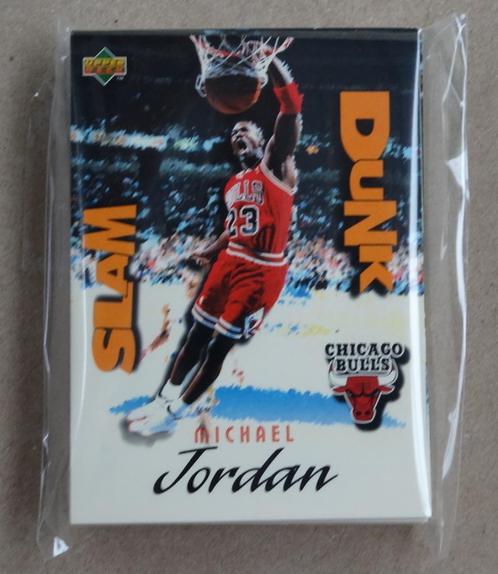 UPPER
DECK
SLAM
DUNK
BULLS
23
CHICAGO
BULLS
MICHAEL
Jordan